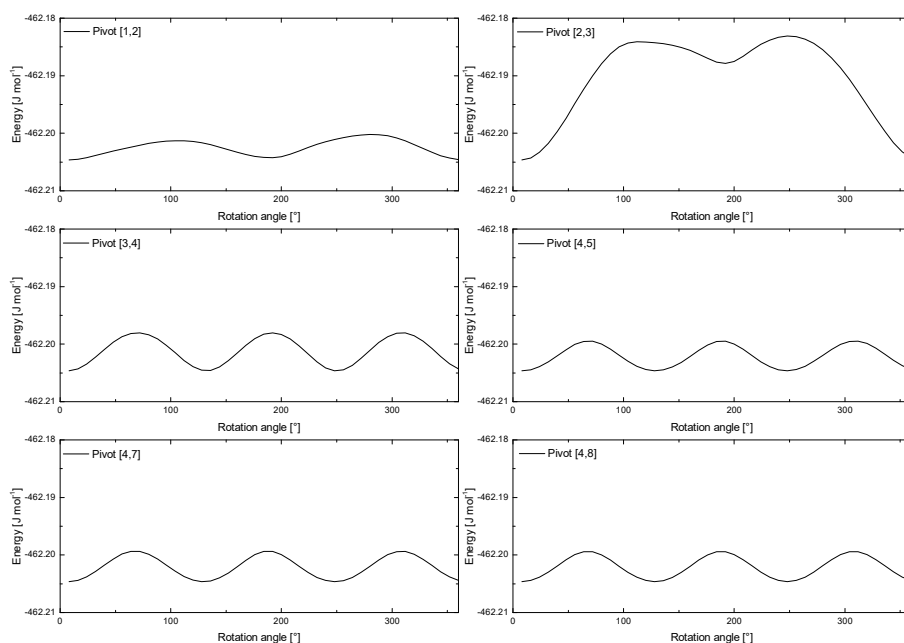 -462.18
-462.19
-462.20
-462.21
Energy [J mol⁻¹]
Pivot [1,2]
0
100
200
300
Rotation angle [°]
-462.18
-462.19
-462.20
-462.21
Energy [J mol⁻¹]
Pivot [2,3]
0
100
200
300
Rotation angle [°]
-462.18
-462.19
-462.20
-462.21
Energy [J mol⁻¹]
Pivot [3,4]
0
100
200
300
Rotation angle [°]
-462.18
-462.19
-462.20
-462.21
Energy [J mol⁻¹]
Pivot [4,5]
0
100
200
300
Rotation angle [°]
-462.18
-462.19
-462.20
-462.21
Energy [J mol⁻¹]
Pivot [4,7]
0
100
200
300
Rotation angle [°]
-462.18
-462.19
-462.20
-462.21
Energy [J mol⁻¹]
Pivot [4,8]
0
100
200
300
Rotation angle [°]